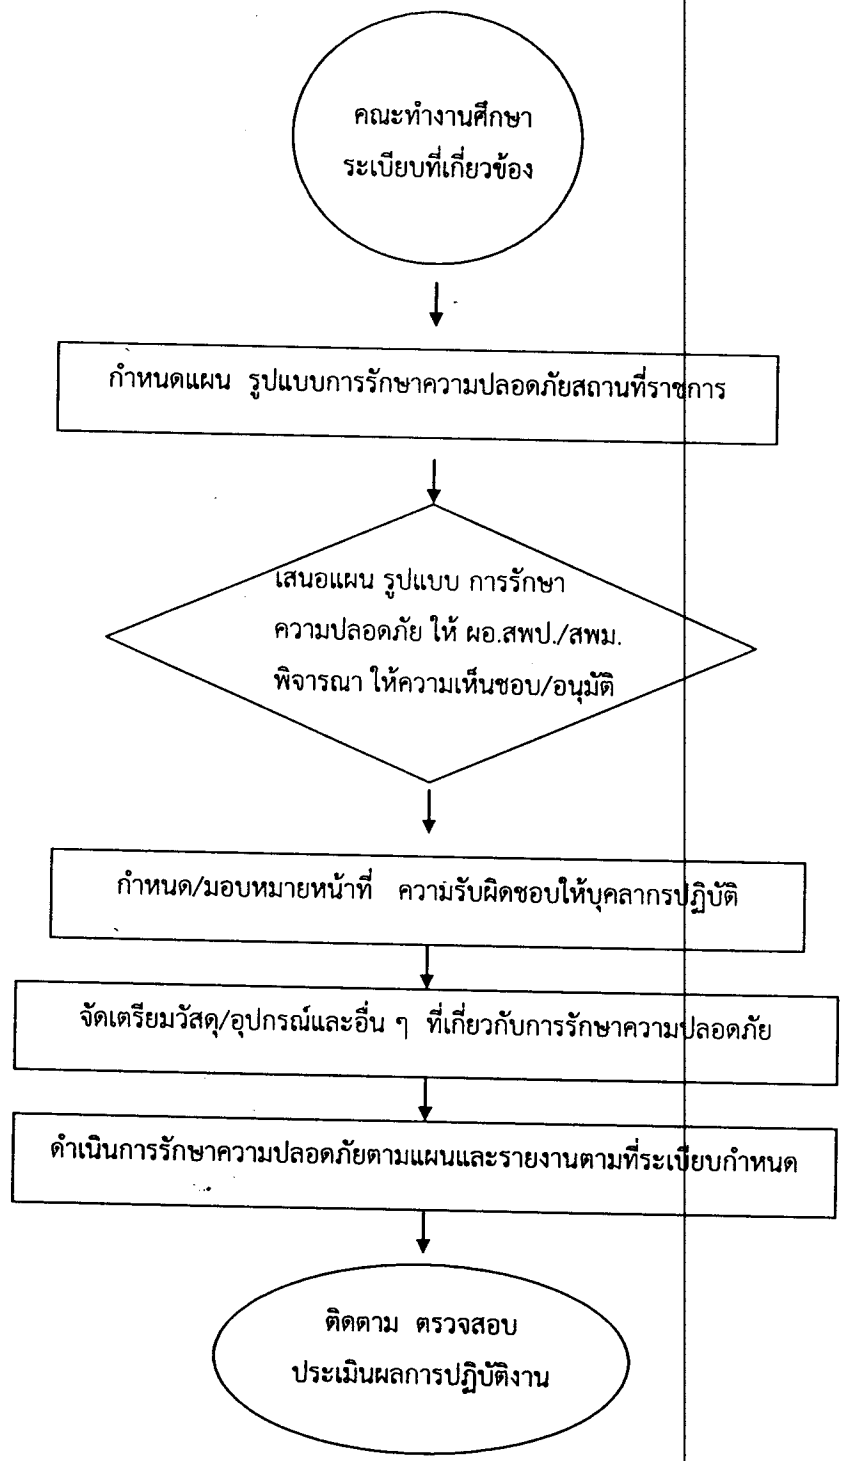 คณะทำงานศึกษา
ระเบียบที่เกี่ยวข้อง
กำหนดแผน รูปแบบการรักษาความปลอดภัยสถานที่ราชการ
เสนอแผน รูปแบบ การรักษา
ความปลอดภัย ให้ ผอ.สพป./สพม.
พิจารณา ให้ความเห็นชอบ/อนุมัติ
กำหนด/มอบหมายหน้าที่ ความรับผิดชอบให้บุคลากรปฏิบัติ
จัดเตรียมวัสดุ/อุปกรณ์และอื่น ๆ ที่เกี่ยวกับการรักษาความปลอดภัย
ดำเนินการรักษาความปลอดภัยตามแผนและรายงานตามที่ระเบียบกำหนด
ติดตาม ตรวจสอบ
ประเมินผลการปฏิบัติงาน